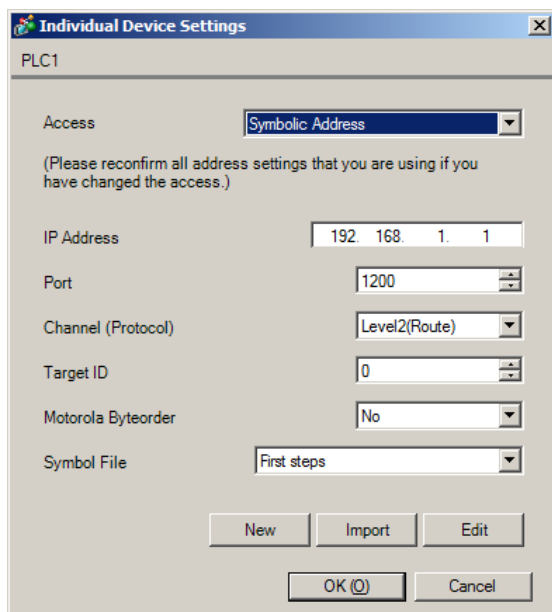 Individual Device Settings
PLC1
Access Symbolic Address
(Please reconfirm all address settings that you are using if you
have changed the access.)
IP Address 192. 168. 1. 1
Port 1200
Channel (Protocol) Level2(Route)
Target ID 0
Motorola Byteorder No
Symbol File First steps
New Import Edit
OK (O) Cancel